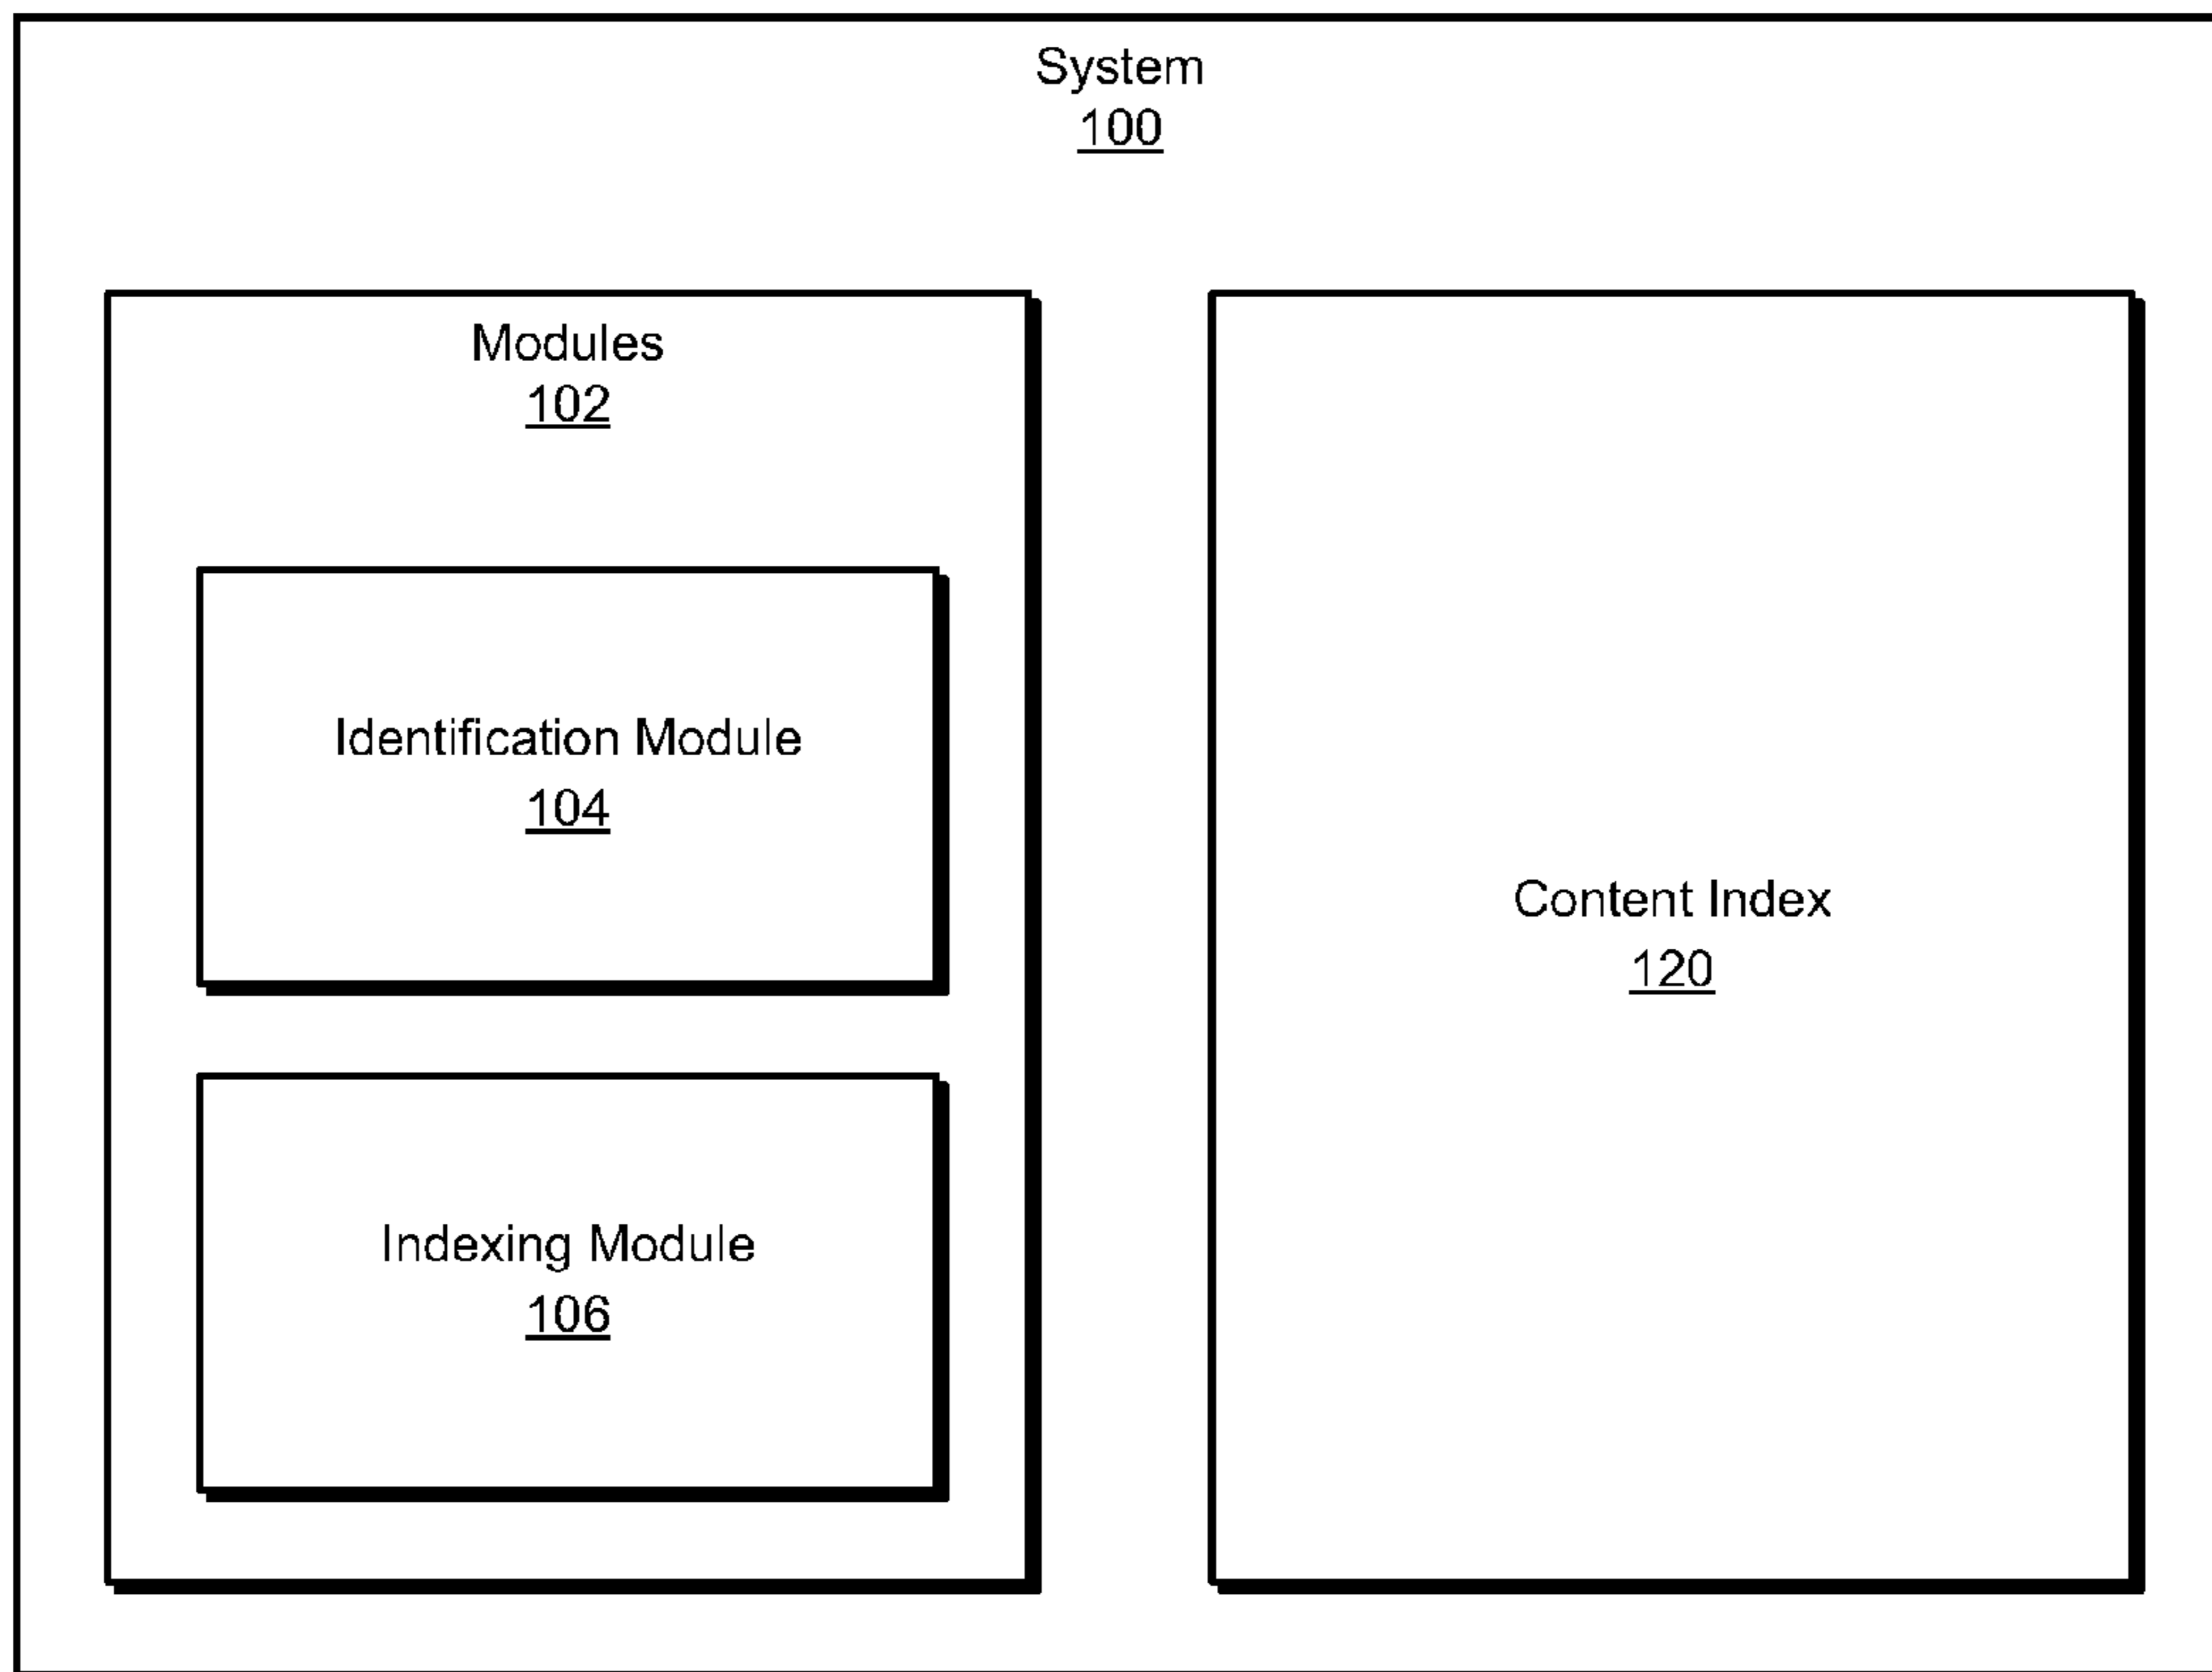 System
100
Modules
102
Identification Module
104
Indexing Module
106
Content Index
120